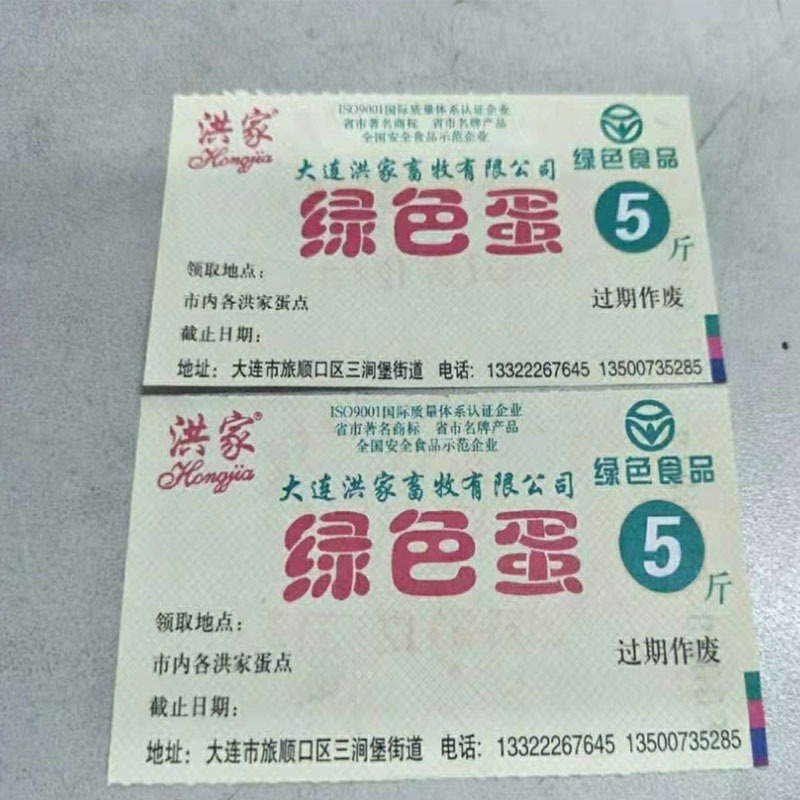 洪家
Hongjia
ISO9001国际质量体系认证企业
省市著名商标 省市名牌产品
全国安全食品示范企业
绿色食品
大连洪家畜牧有限公司
绿色蛋
5斤
领取地点：
市内各洪家蛋点
过期作废
截止日期：
地址：大连市旅顺口区三涧堡街道 电话：13322267645 13500735285
洪家®
Hongjia
ISO9001国际质量体系认证企业
省市著名商标 省市名牌产品
全国安全食品示范企业
绿色食品
大连洪家畜牧有限公司
绿色蛋
5斤
领取地点：
市内各洪家蛋点
过期作废
截止日期：
地址：大连市旅顺口区三涧堡街道 电话：13322267645 13500735285